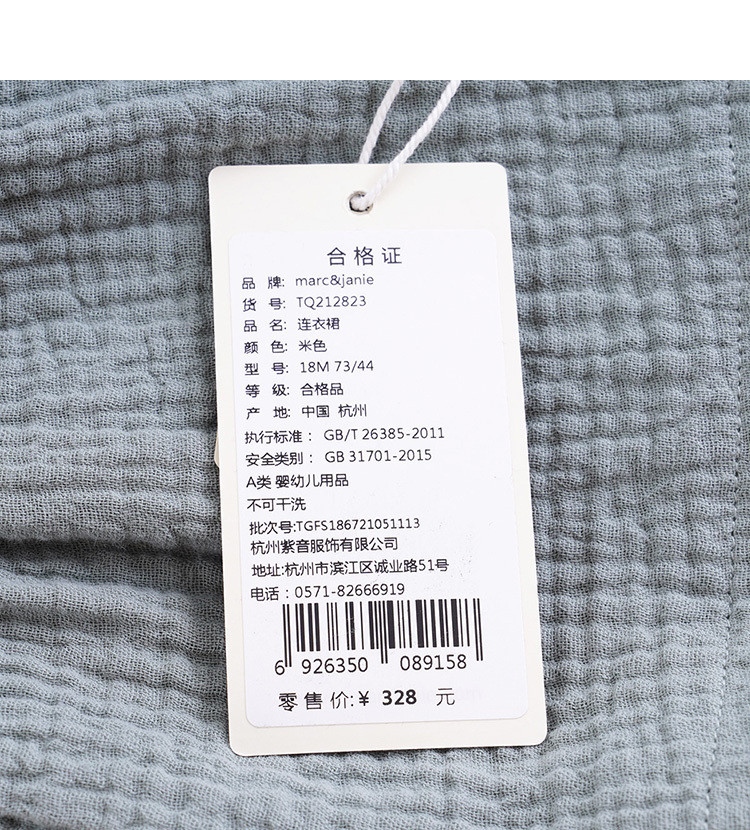 合格证
品 牌: marc&janie
货 号: TQ212823
品 名: 连衣裙
颜 色: 米色
型 号: 18M 73/44
等 级: 合格品
产 地: 中国 杭州
执行标准: GB/T 26385-2011
安全类别: GB 31701-2015
A类 婴幼儿用品
不可干洗
批次号:TGFS186721051113
杭州紫音服饰有限公司
地址:杭州市滨江区诚业路51号
电话: 0571-82666919
6 926350 089158
零售价:¥ 328 元